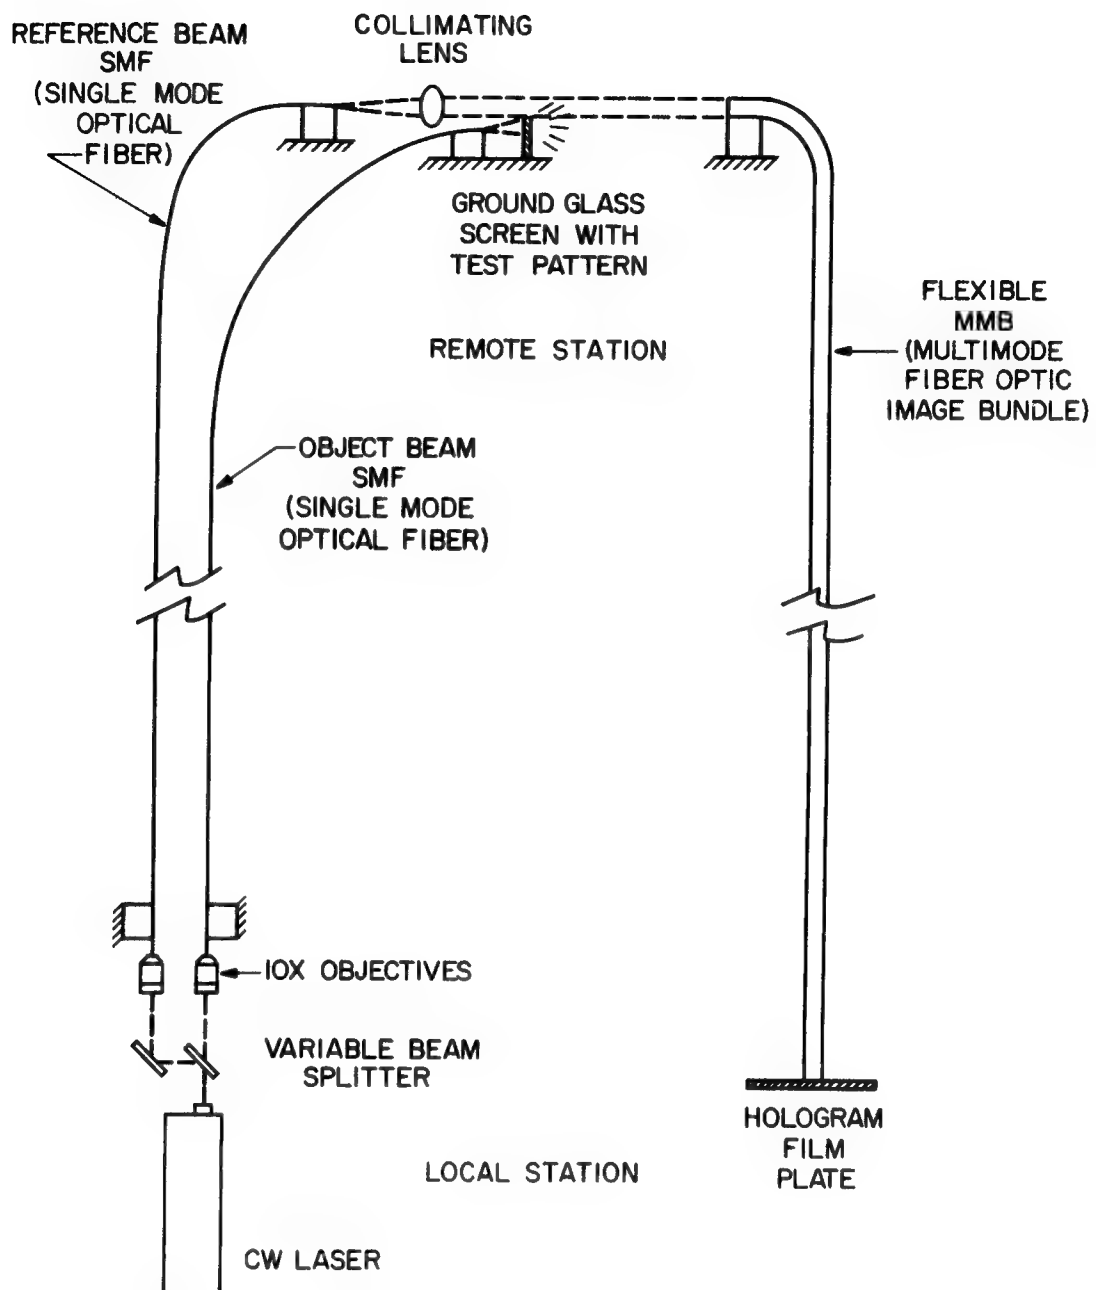 REFERENCE BEAM
SMF
(SINGLE MODE
OPTICAL
FIBER)
COLLIMATING
LENS
GROUND GLASS
SCREEN WITH
TEST PATTERN
REMOTE STATION
FLEXIBLE
MMB
(MULTIMODE
FIBER OPTIC
IMAGE BUNDLE)
OBJECT BEAM
SMF
(SINGLE MODE
OPTICAL FIBER)
10X OBJECTIVES
VARIABLE BEAM
SPLITTER
HOLOGRAM
FILM
PLATE
LOCAL STATION
CW LASER